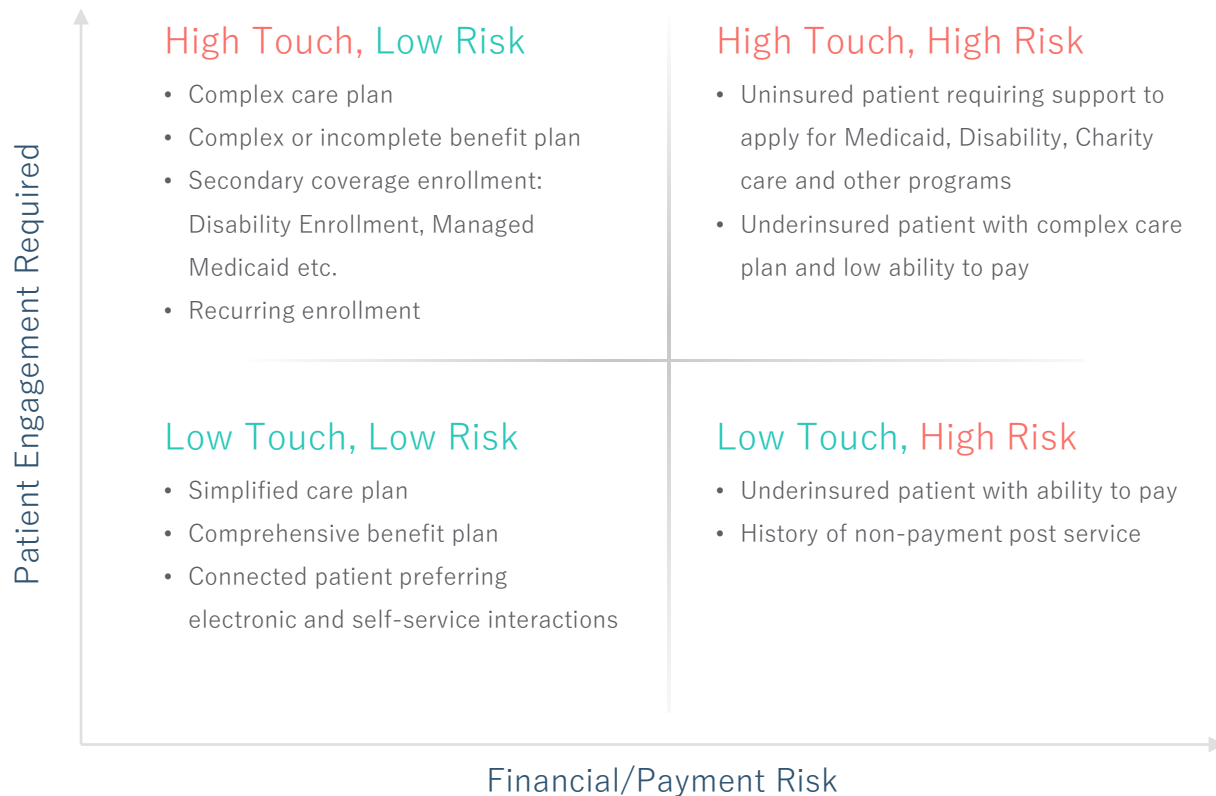 Patient Engagement Required
High Touch, Low Risk
• Complex care plan
• Complex or incomplete benefit plan
• Secondary coverage enrollment:
Disability Enrollment, Managed
Medicaid etc.
• Recurring enrollment
High Touch, High Risk
• Uninsured patient requiring support to
apply for Medicaid, Disability, Charity
care and other programs
• Underinsured patient with complex care
plan and low ability to pay
Low Touch, Low Risk
• Simplified care plan
• Comprehensive benefit plan
• Connected patient preferring
electronic and self-service interactions
Low Touch, High Risk
• Underinsured patient with ability to pay
• History of non-payment post service
Financial/Payment Risk